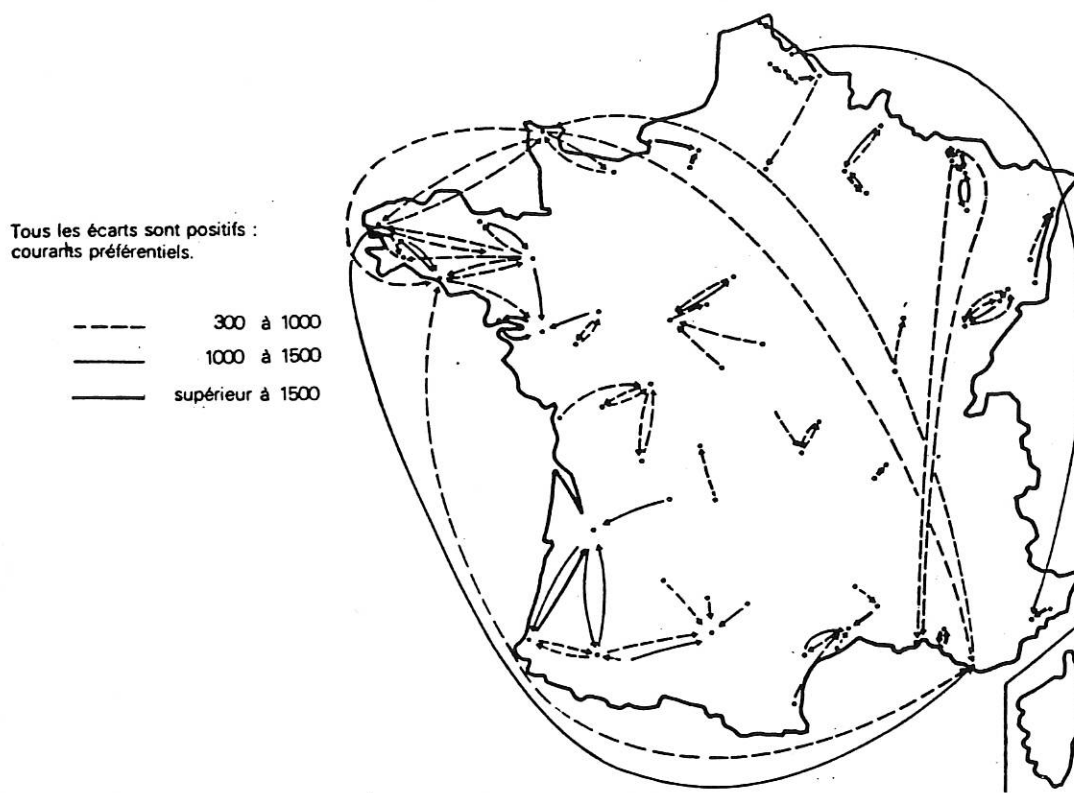 Tous les écarts sont positifs :
courants préférentiels.
300 à 1000
1000 à 1500
supérieur à 1500